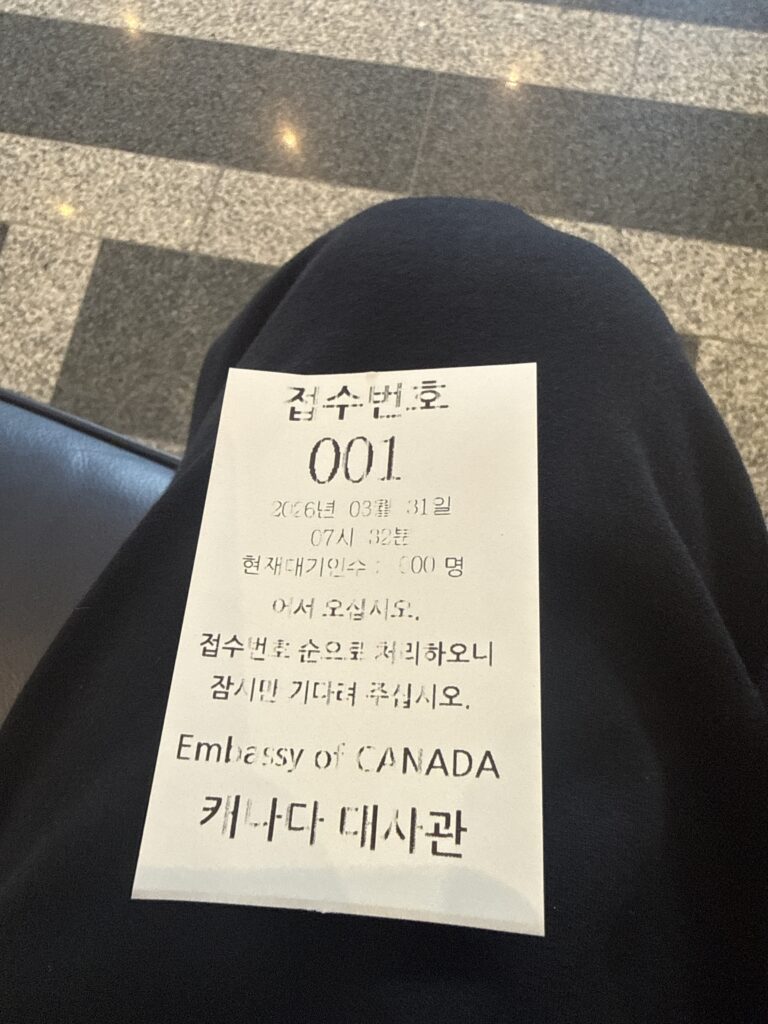 접수번호
001
2026년 03월 31일
07시 32분
현재대기인수 : 000 명
어서 오십시오.
접수번호 순으로 처리하오니
잠시만 기다려 주십시오.
Embassy of CANADA
캐나다 대사관